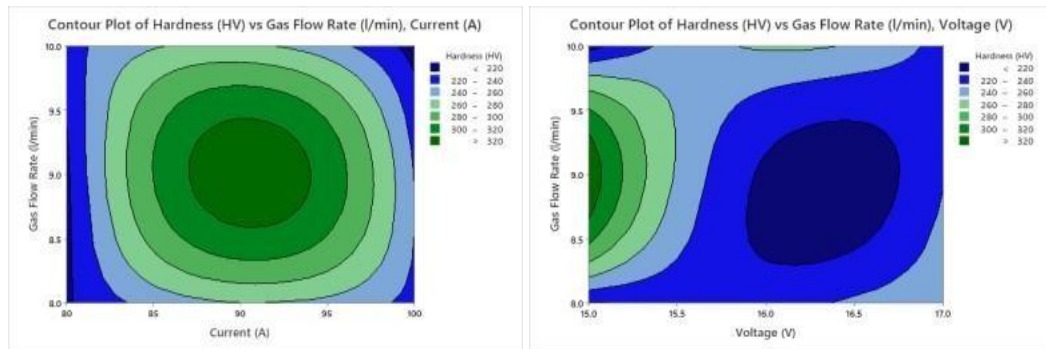 Contour Plot of Hardness (HV) vs Gas Flow Rate (l/min), Current (A)
Hardness (HV)
< 220
220 – 240
240 – 260
260 – 280
280 – 300
300 – 320
> 320
Gas Flow Rate (l/min)
10.0
9.5
9.0
8.5
8.0
80
85
90
95
100
Current (A)
Contour Plot of Hardness (HV) vs Gas Flow Rate (l/min), Voltage (V)
Hardness (HV)
< 220
220 – 240
240 – 260
260 – 280
280 – 300
300 – 320
> 320
Gas Flow Rate (l/min)
10.0
9.5
9.0
8.5
8.0
15.0
15.5
16.0
16.5
17.0
Voltage (V)